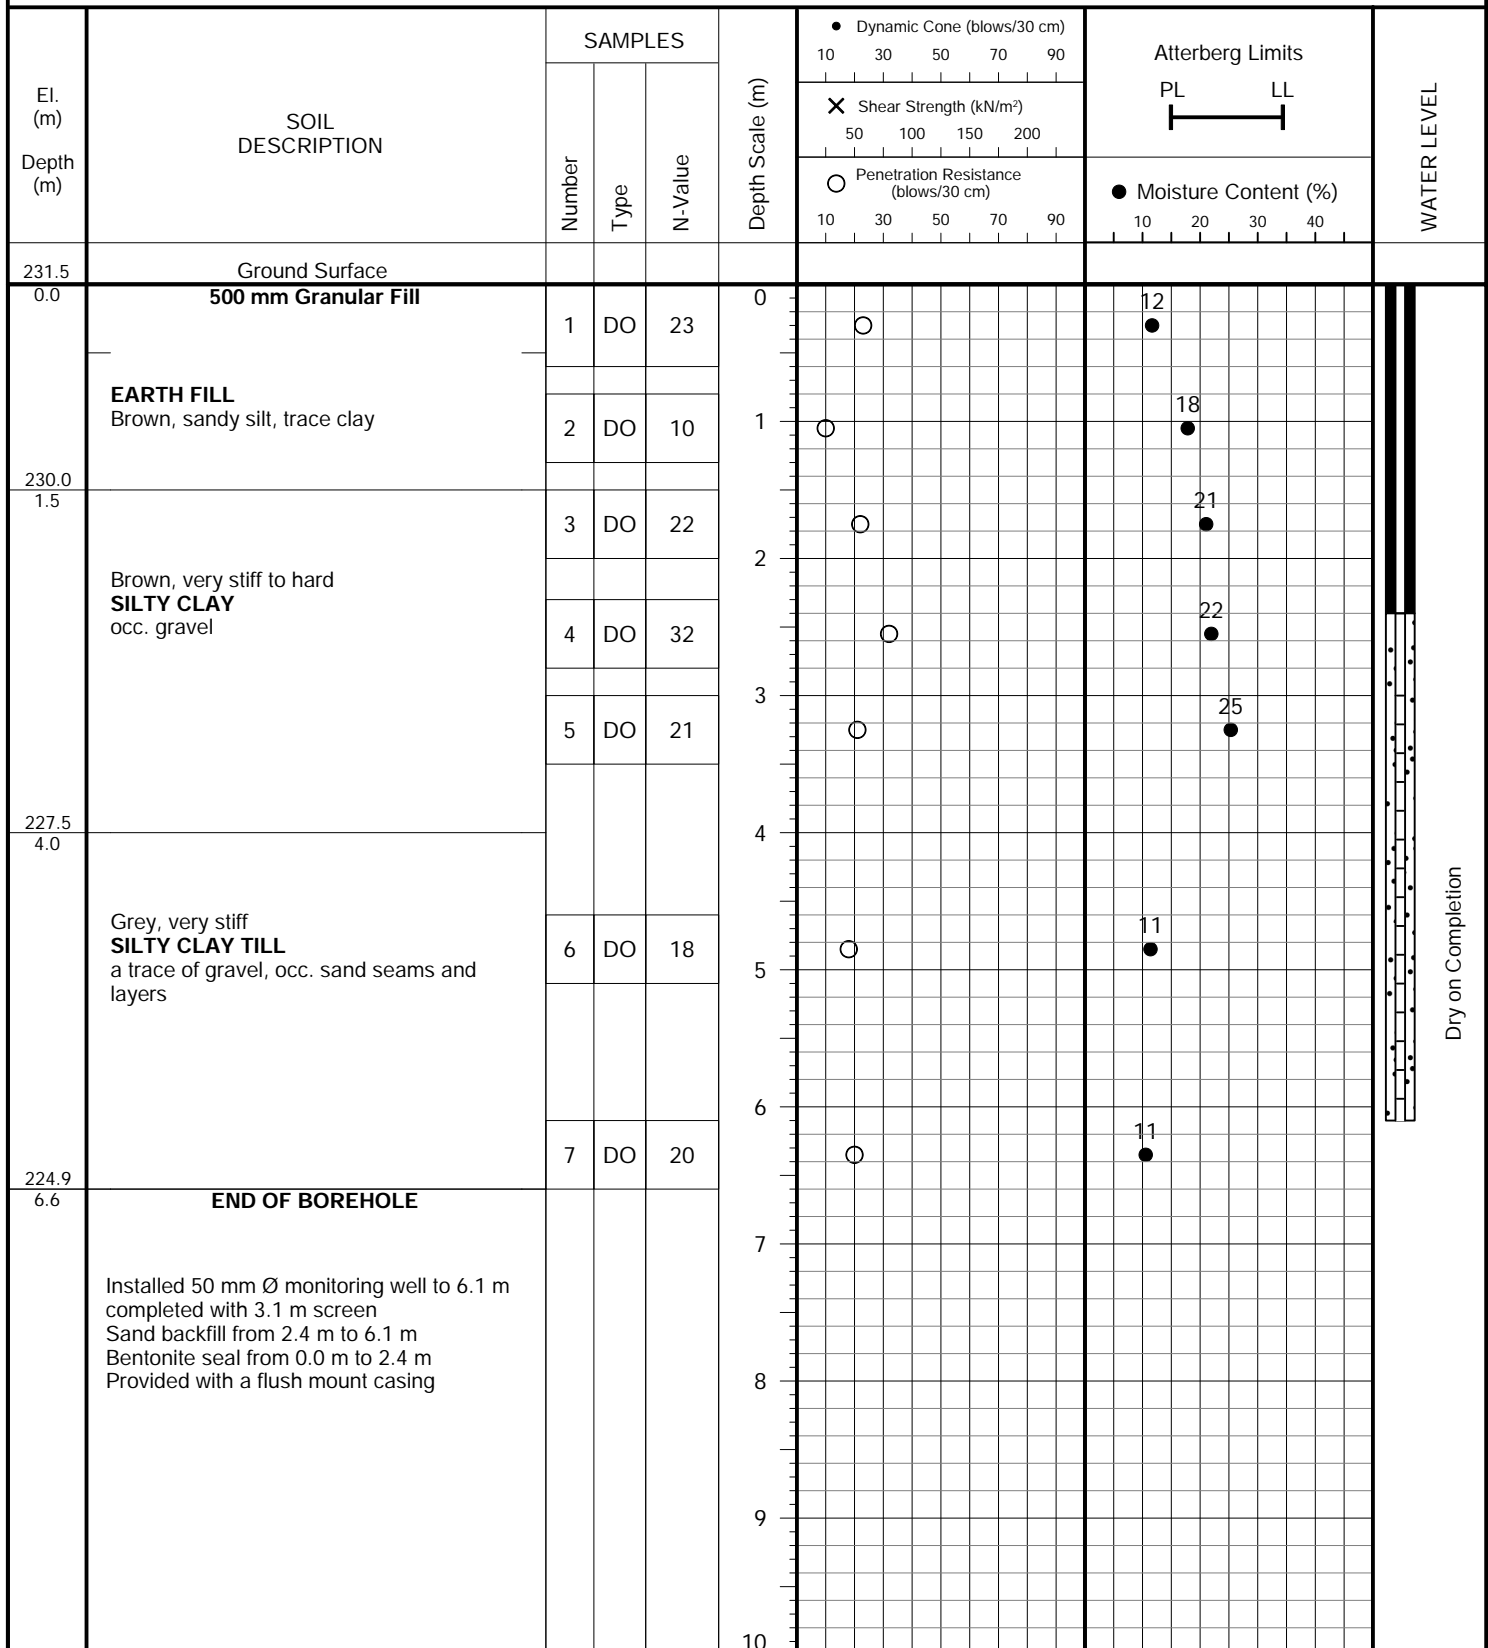 El.
(m)
Depth
(m)
SOIL
DESCRIPTION
SAMPLES
Number
Type
N-Value
Depth Scale (m)
Dynamic Cone (blows/30 cm)
10 30 50 70 90
Shear Strength (kN/m²)
50 100 150 200
Penetration Resistance
(blows/30 cm)
10 30 50 70 90
Atterberg Limits
PL LL
Moisture Content (%)
10 20 30 40
WATER LEVEL
231.5 Ground Surface
0.0 500 mm Granular Fill 0
12
1 DO 23
EARTH FILL
Brown, sandy silt, trace clay
18
2 DO 10 1
230.0
1.5
21
3 DO 22
2
Brown, very stiff to hard
SILTY CLAY
occ. gravel
22
4 DO 32
3
25
5 DO 21
227.5
4.0 4
Grey, very stiff
SILTY CLAY TILL
a trace of gravel, occ. sand seams and
layers
11
6 DO 18
5
Dry on Completion
6
11
7 DO 20
224.9
6.6 END OF BOREHOLE
7
Installed 50 mm Ø monitoring well to 6.1 m
completed with 3.1 m screen
Sand backfill from 2.4 m to 6.1 m
Bentonite seal from 0.0 m to 2.4 m
Provided with a flush mount casing
8
9
10